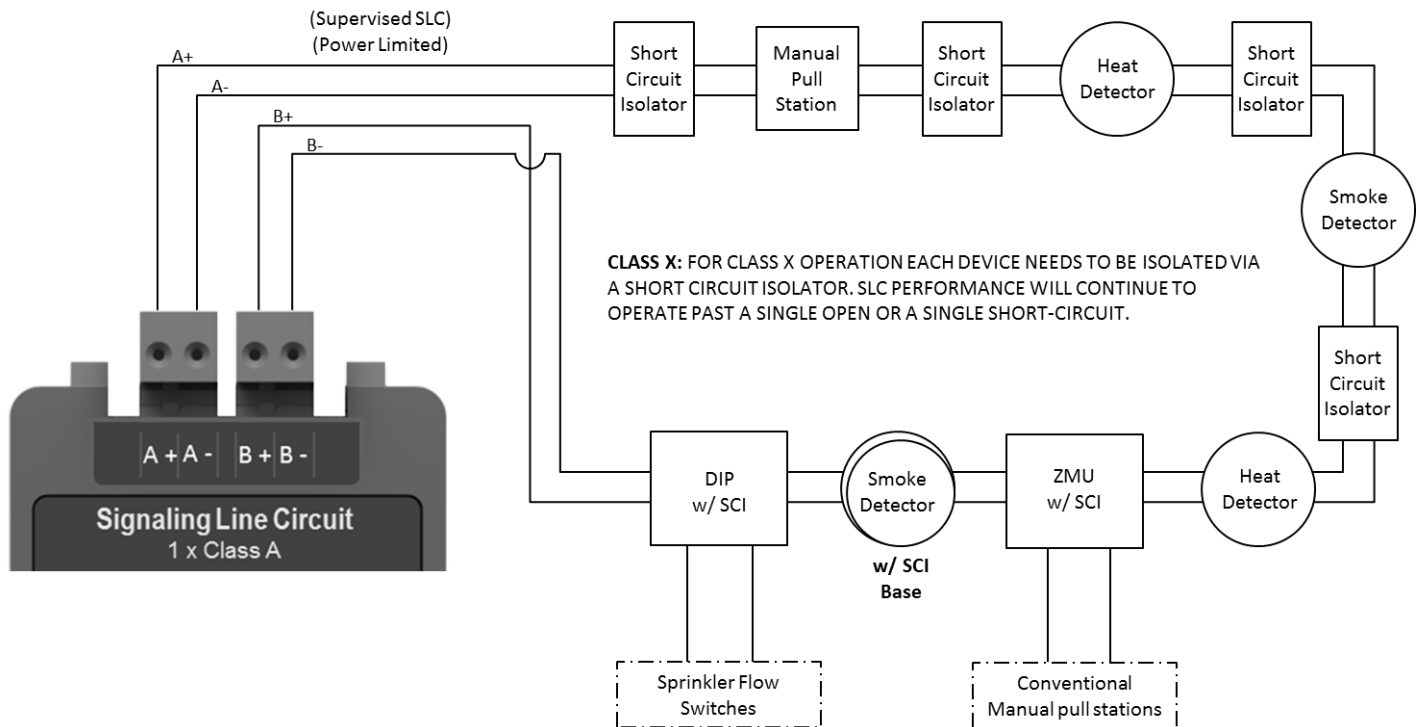 (Supervised SLC)
(Power Limited)
A+
A-
B+
B-
Short
Circuit
Isolator
Manual
Pull
Station
Short
Circuit
Isolator
Heat
Detector
Short
Circuit
Isolator
Smoke
Detector
CLASS X: FOR CLASS X OPERATION EACH DEVICE NEEDS TO BE ISOLATED VIA
A SHORT CIRCUIT ISOLATOR. SLC PERFORMANCE WILL CONTINUE TO
OPERATE PAST A SINGLE OPEN OR A SINGLE SHORT-CIRCUIT.
Short
Circuit
Isolator
A + A - B + B -
Signaling Line Circuit
1 x Class A
DIP
w/ SCI
Smoke
Detector
w/ SCI
Base
ZMU
w/ SCI
Heat
Detector
Sprinkler Flow
Switches
Conventional
Manual pull stations